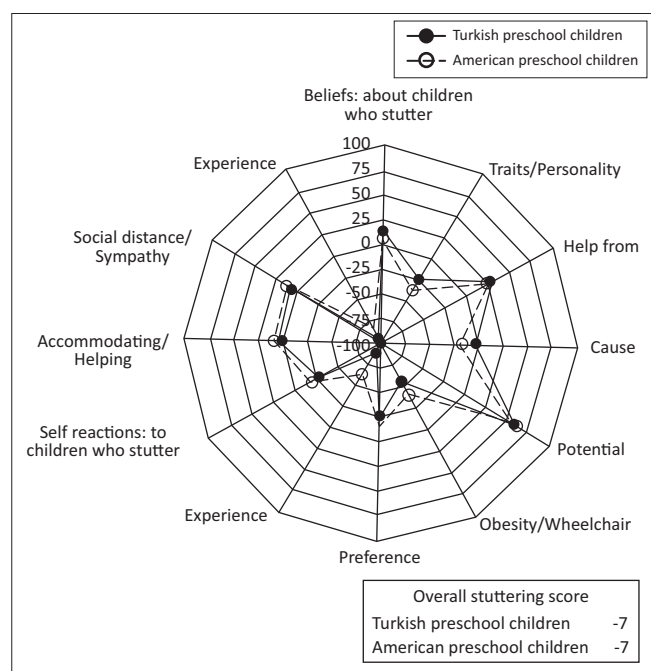 Turkish preschool children
American preschool children
Beliefs: about children
who stutter
100
75
50
25
0
-25
-50
-75
-100
Traits/Personality
Help from
Cause
Potential
Obesity/Wheelchair
Preference
Experience
Self reactions: to
children who stutter
Accommodating/
Helping
Social distance/
Sympathy
Experience
Overall stuttering score
Turkish preschool children -7
American preschool children -7